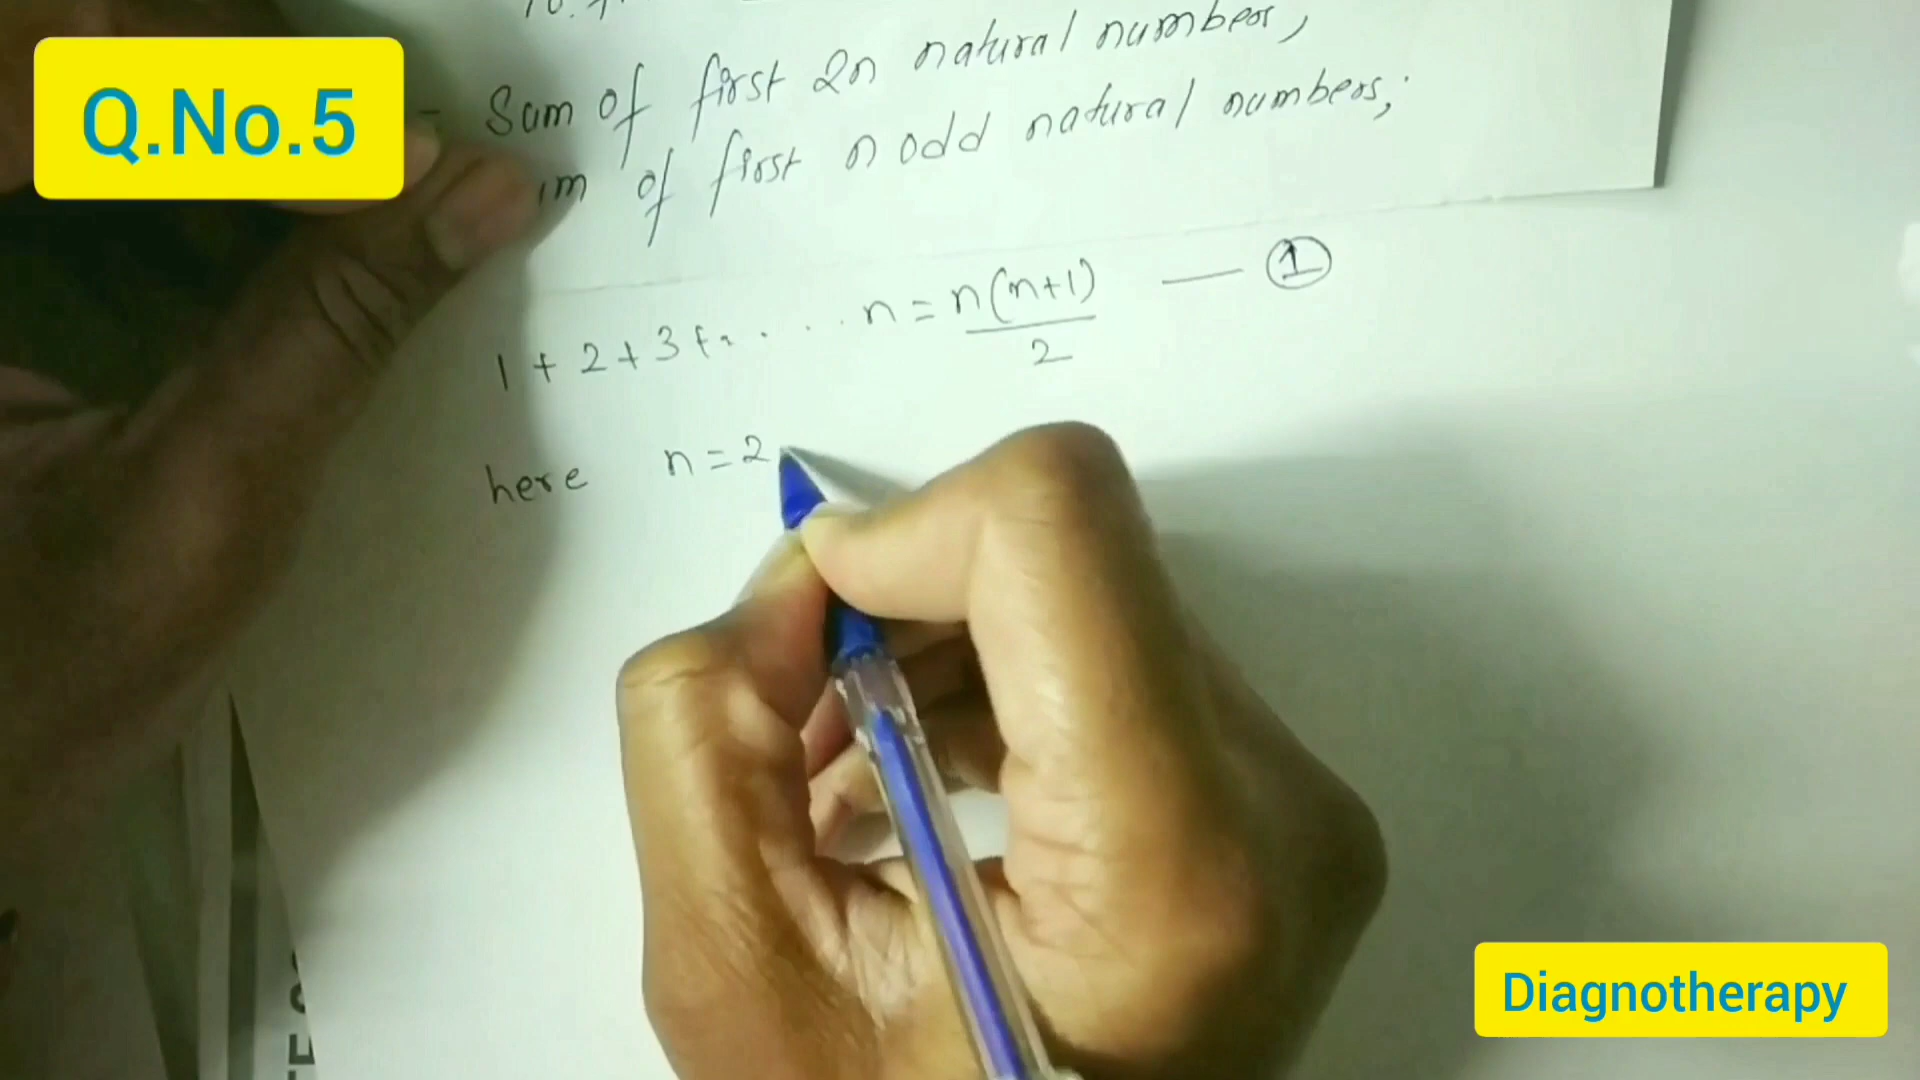 Q.No.5
- Sum of first 2n natural numbers,
of first n odd natural numbers;
1 + 2 + 3 + . . . . . n = n(n+1)/2 — ①
here n = 2
Diagnotherapy